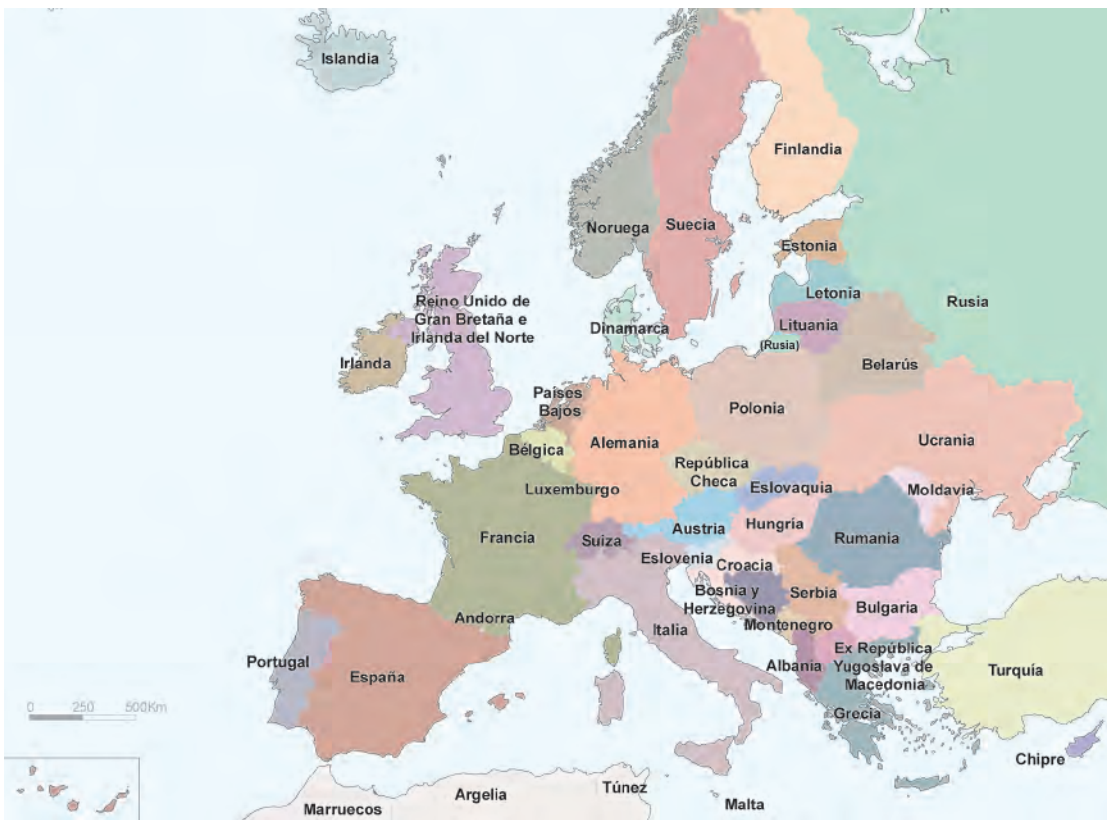 Islandia
Finlandia
Noruega
Suecia
Estonia
Reino Unido de
Gran Bretaña e
Irlanda del Norte
Letonia
Rusia
Dinamarca
Lituania
(Rusia)
Irlanda
Belarús
Países
Bajos
Polonia
Alemania
Ucrania
Bélgica
República
Checa
Luxemburgo
Eslovaquia
Moldavia
Francia
Suiza
Austria
Hungría
Rumania
Eslovenia
Croacia
Bosnia y
Herzegovina
Serbia
Bulgaria
Andorra
Montenegro
Italia
Portugal
España
Albania
Ex República
Yugoslava de
Macedonia
Turquía
0 250 500Km
Grecia
Chipre
Marruecos
Argelia
Túnez
Malta